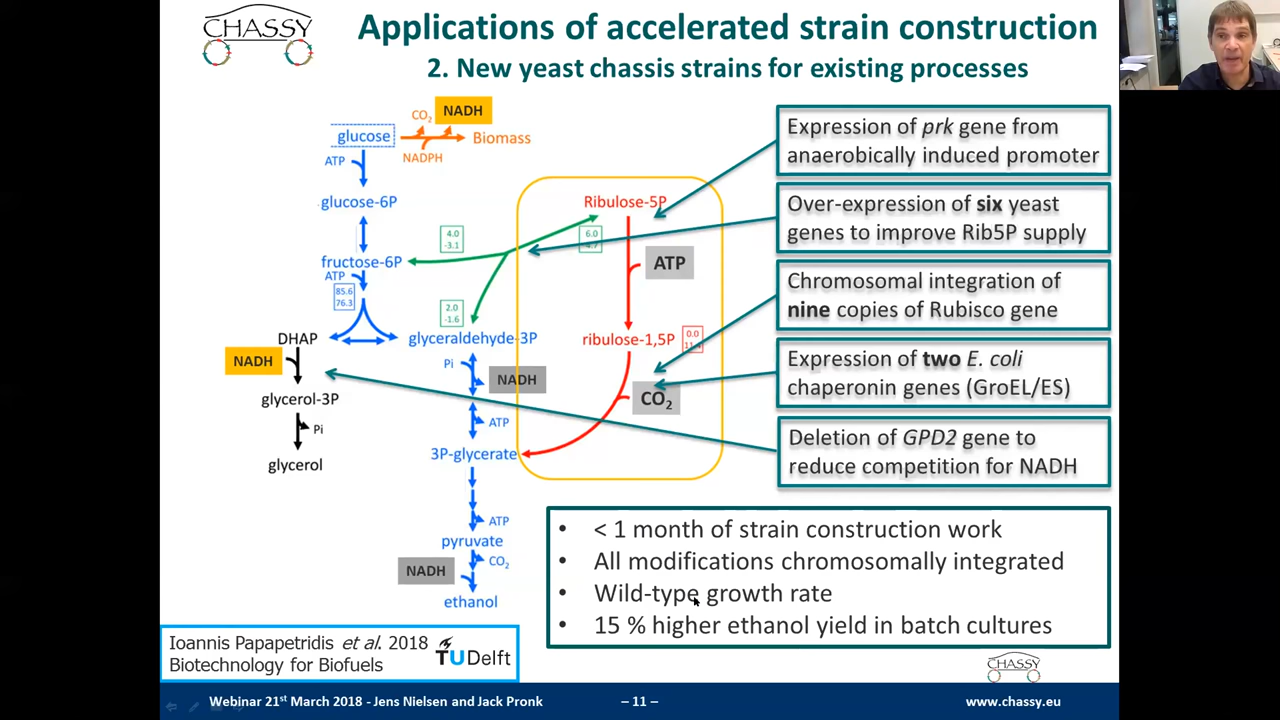 CHASSY
Applications of accelerated strain construction
2. New yeast chassis strains for existing processes
CO2
NADH
glucose
Biomass
NADPH
ATP
glucose-6P
fructose-6P
ATP
4.0
-3.1
6.0
85.6
76.3
2.0
-1.6
DHAP
glyceraldehyde-3P
NADH
Pi
NADH
glycerol-3P
ATP
Pi
3P-glycerate
glycerol
ATP
pyruvate
CO2
NADH
ethanol
Ribulose-5P
ATP
ribulose-1,5P
0.0
CO2
Expression of prk gene from
anaerobically induced promoter
Over-expression of six yeast
genes to improve Rib5P supply
Chromosomal integration of
nine copies of Rubisco gene
Expression of two E. coli
chaperonin genes (GroEL/ES)
Deletion of GPD2 gene to
reduce competition for NADH
• < 1 month of strain construction work
• All modifications chromosomally integrated
• Wild-type growth rate
• 15 % higher ethanol yield in batch cultures
Ioannis Papapetridis et al. 2018
Biotechnology for Biofuels
TUDelft
CHASSY
Webinar 21st March 2018 - Jens Nielsen and Jack Pronk
– 11 –
www.chassy.eu